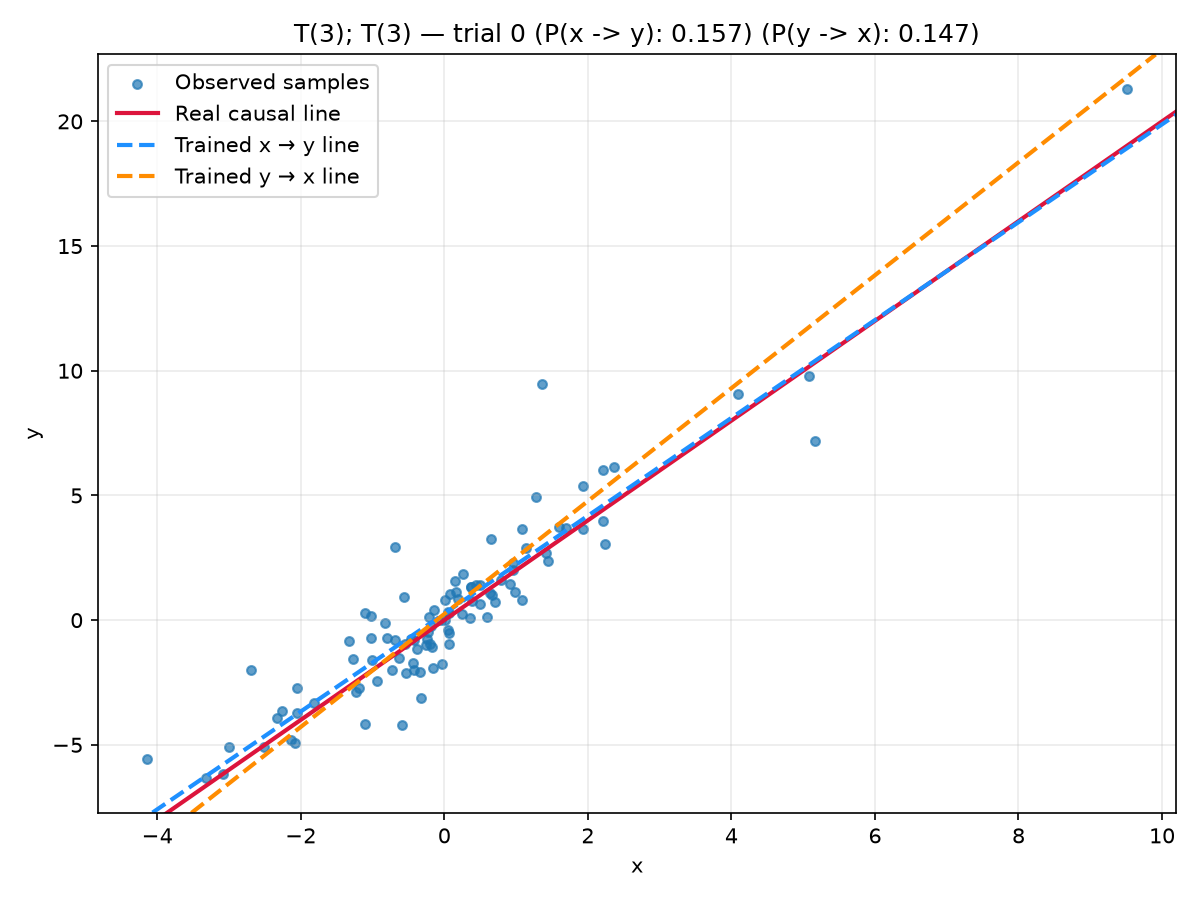 T(3); T(3) — trial 0 (P(x -> y): 0.157) (P(y -> x): 0.147)
Observed samples
Real causal line
Trained x → y line
Trained y → x line
20
15
10
5
0
−5
y
−4
−2
0
2
4
6
8
10
x